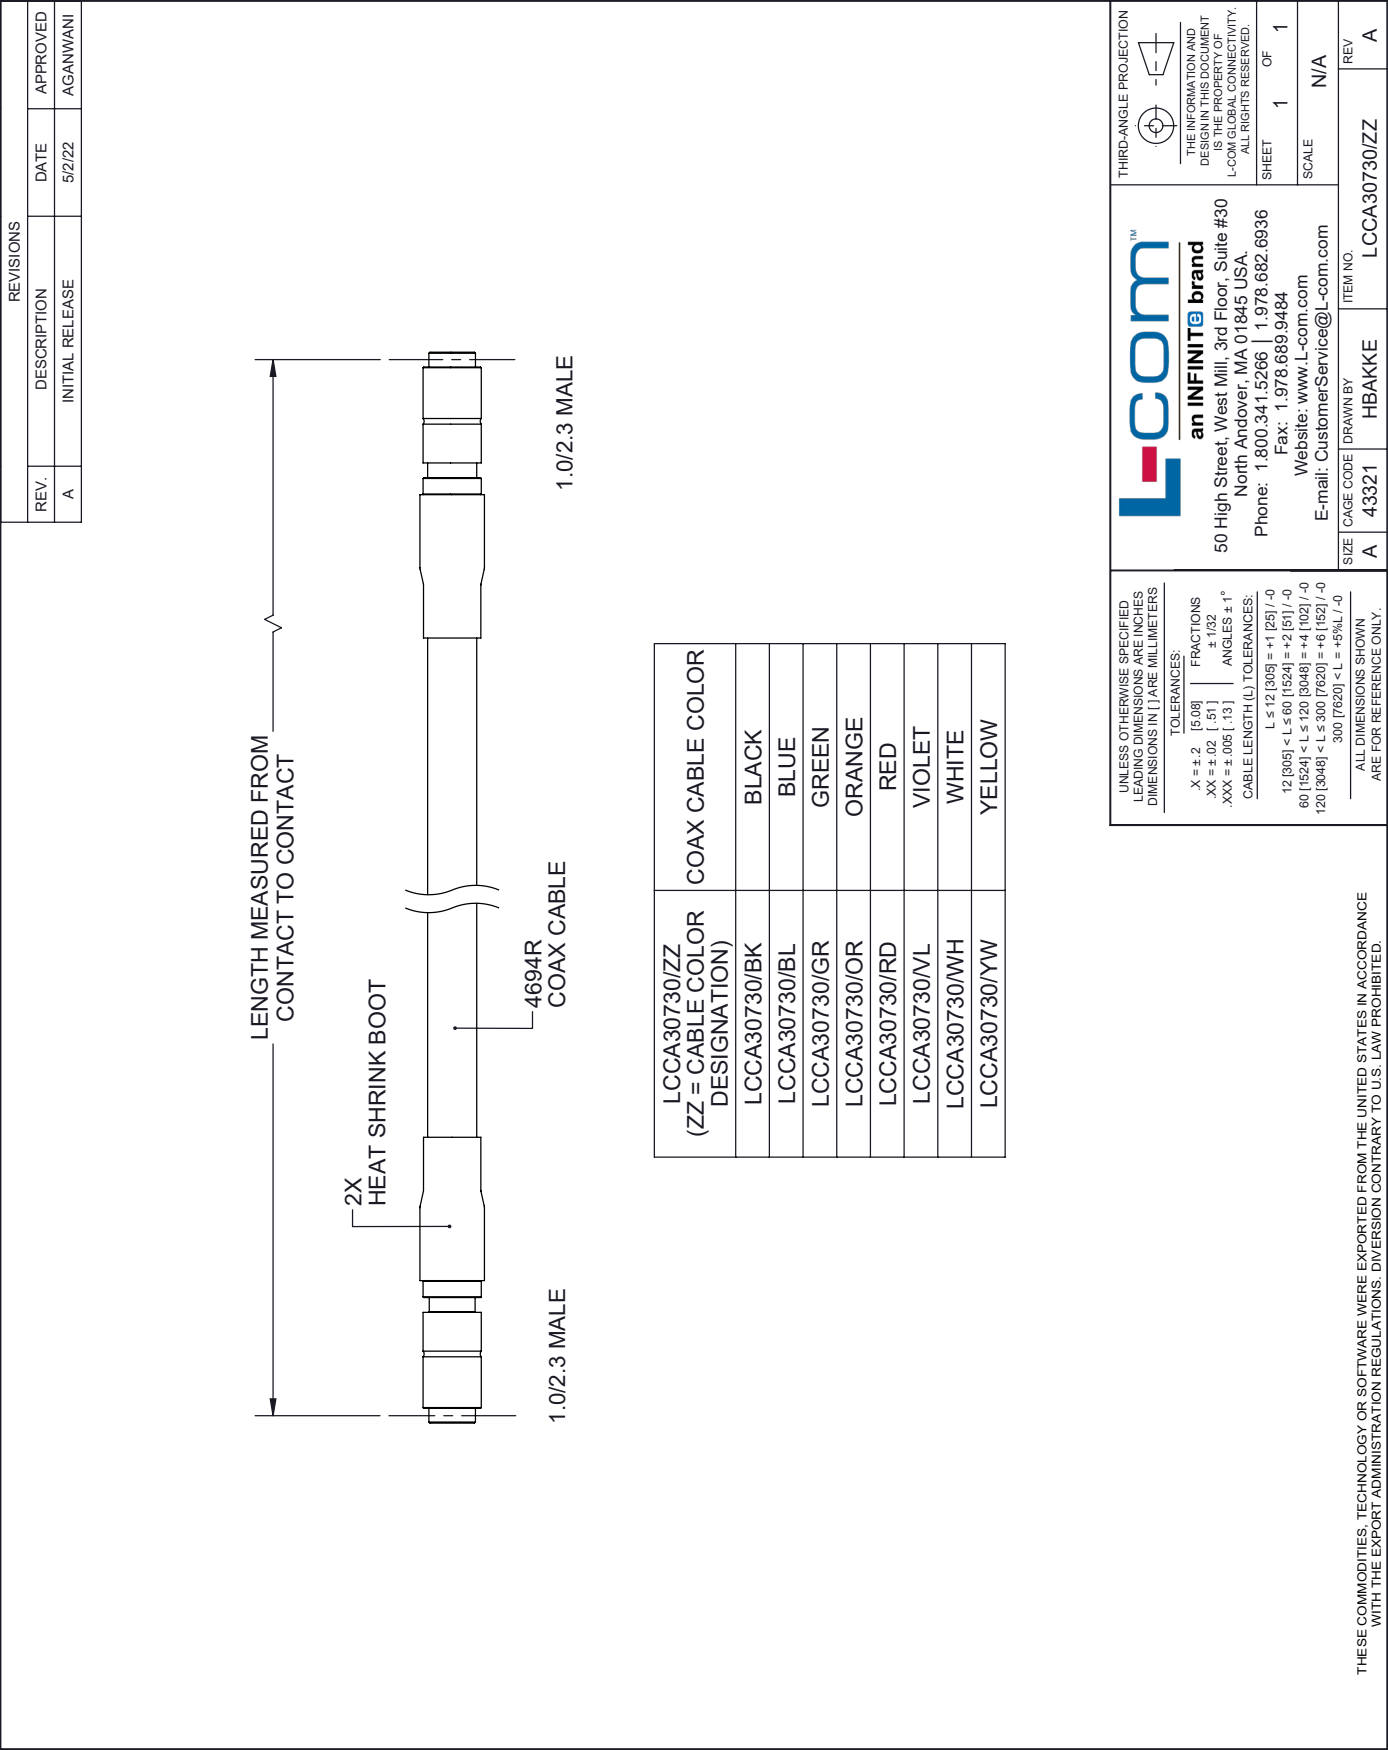 REVISIONS
REV. DESCRIPTION DATE APPROVED
A INITIAL RELEASE 5/2/22 AGANWANI
LENGTH MEASURED FROM
CONTACT TO CONTACT
2X
HEAT SHRINK BOOT
4694R
COAX CABLE
1.0/2.3 MALE
1.0/2.3 MALE
LCCA30730/ZZ
(ZZ = CABLE COLOR
DESIGNATION)
COAX CABLE COLOR
LCCA30730/BK BLACK
LCCA30730/BL BLUE
LCCA30730/GR GREEN
LCCA30730/OR ORANGE
LCCA30730/RD RED
LCCA30730/VL VIOLET
LCCA30730/WH WHITE
LCCA30730/YW YELLOW
UNLESS OTHERWISE SPECIFIED
LEADING DIMENSIONS ARE INCHES
DIMENSIONS IN [ ] ARE MILLIMETERS
TOLERANCES:
.X = ± .2 [5.08] FRACTIONS
.XX = ± .02 [ .51 ] ± 1/32
.XXX = ± .005 [ .13 ] ANGLES ± 1°
CABLE LENGTH (L) TOLERANCES:
L ≤ 12 [305] = +1 [25] / -0
12 [305] < L ≤ 60 [1524] = +2 [51] / -0
60 [1524] < L ≤ 120 [3048] = +4 [102] / -0
120 [3048] < L ≤ 300 [7620] = +6 [152] / -0
300 [7620] < L = +5%L / -0
ALL DIMENSIONS SHOWN
ARE FOR REFERENCE ONLY.
L-com™
an INFINITe brand
50 High Street, West Mill, 3rd Floor, Suite #30
North Andover, MA 01845 USA.
Phone: 1.800.341.5266 | 1.978.682.6936
Fax: 1.978.689.9484
Website: www.L-com.com
E-mail: CustomerService@L-com.com
THIRD-ANGLE PROJECTION
THE INFORMATION AND
DESIGN IN THIS DOCUMENT
IS THE PROPERTY OF
L-COM GLOBAL CONNECTIVITY.
ALL RIGHTS RESERVED.
SHEET 1 OF 1
SCALE N/A
SIZE A
CAGE CODE 43321
DRAWN BY HBAKKE
ITEM NO. LCCA30730/ZZ
REV A
THESE COMMODITIES, TECHNOLOGY OR SOFTWARE WERE EXPORTED FROM THE UNITED STATES IN ACCORDANCE
WITH THE EXPORT ADMINISTRATION REGULATIONS. DIVERSION CONTRARY TO U.S. LAW PROHIBITED.